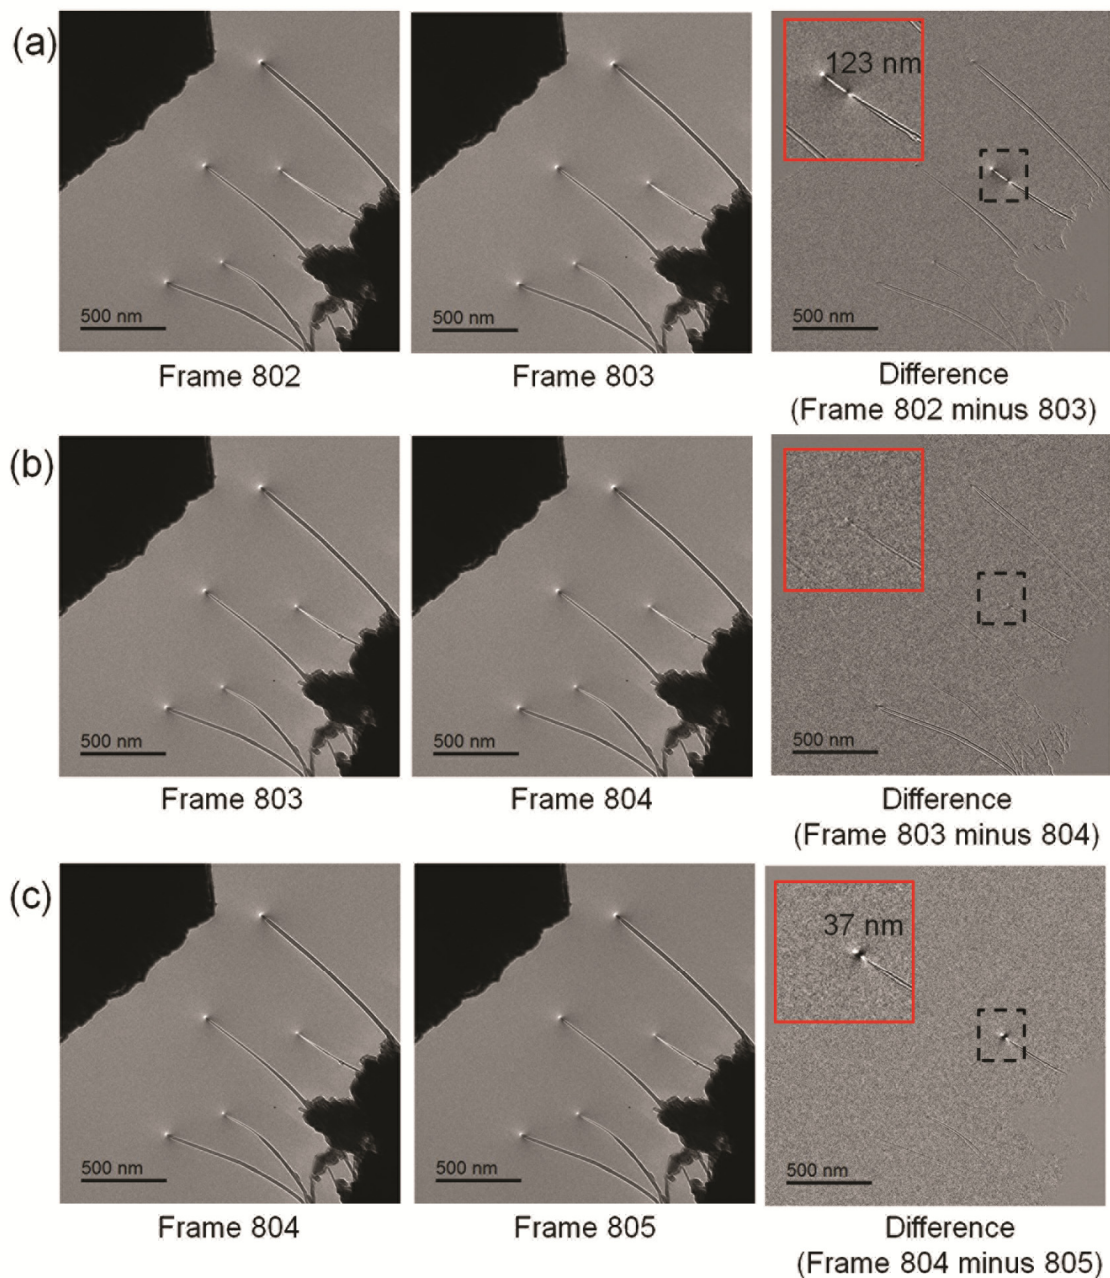 (a)
123 nm
500 nm
500 nm
500 nm
Frame 802
Frame 803
Difference
(Frame 802 minus 803)
(b)
500 nm
500 nm
500 nm
Frame 803
Frame 804
Difference
(Frame 803 minus 804)
(c)
37 nm
500 nm
500 nm
500 nm
Frame 804
Frame 805
Difference
(Frame 804 minus 805)